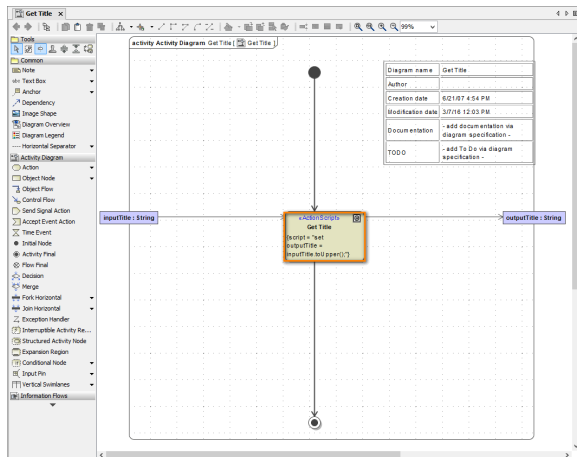 Get Title
99%
Tools
Common
Note
Text Box
Anchor
Dependency
Image Shape
Diagram Overview
Diagram Legend
Horizontal Separator
Activity Diagram
Action
Object Node
Object Flow
Control Flow
Send Signal Action
Accept Event Action
Time Event
Initial Node
Activity Final
Flow Final
Decision
Merge
Fork Horizontal
Join Horizontal
Exception Handler
Interruptible Activity Re...
Structured Activity Node
Expansion Region
Conditional Node
Input Pin
Vertical Swimlanes
Information Flows
activity Activity Diagram Get Title [ Get Title ]
Diagram name Get Title
Author
Creation date 6/21/07 4:54 PM
Modification date 3/7/16 12:03 PM
Documentation - add documentation via
diagram specification -
TODO - add To Do via diagram
specification -
inputTitle : String
«ActionScript»
Get Title
{script = "set
outputTitle =
inputTitle.toUpper();"}
outputTitle : String